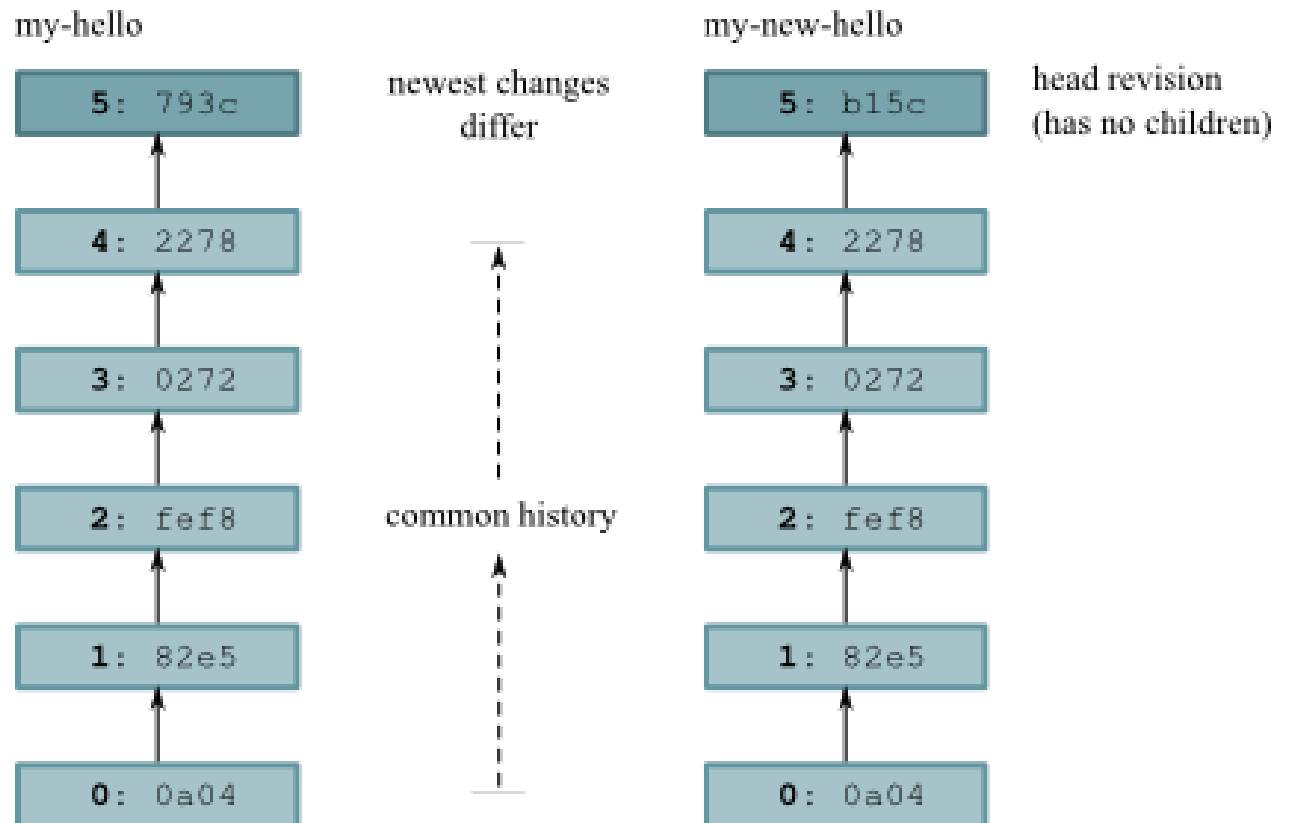 my-hello
5: 793c
4: 2278
3: 0272
2: fef8
1: 82e5
0: 0a04
newest changes
differ
common history
my-new-hello
5: b15c
4: 2278
3: 0272
2: fef8
1: 82e5
0: 0a04
head revision
(has no children)